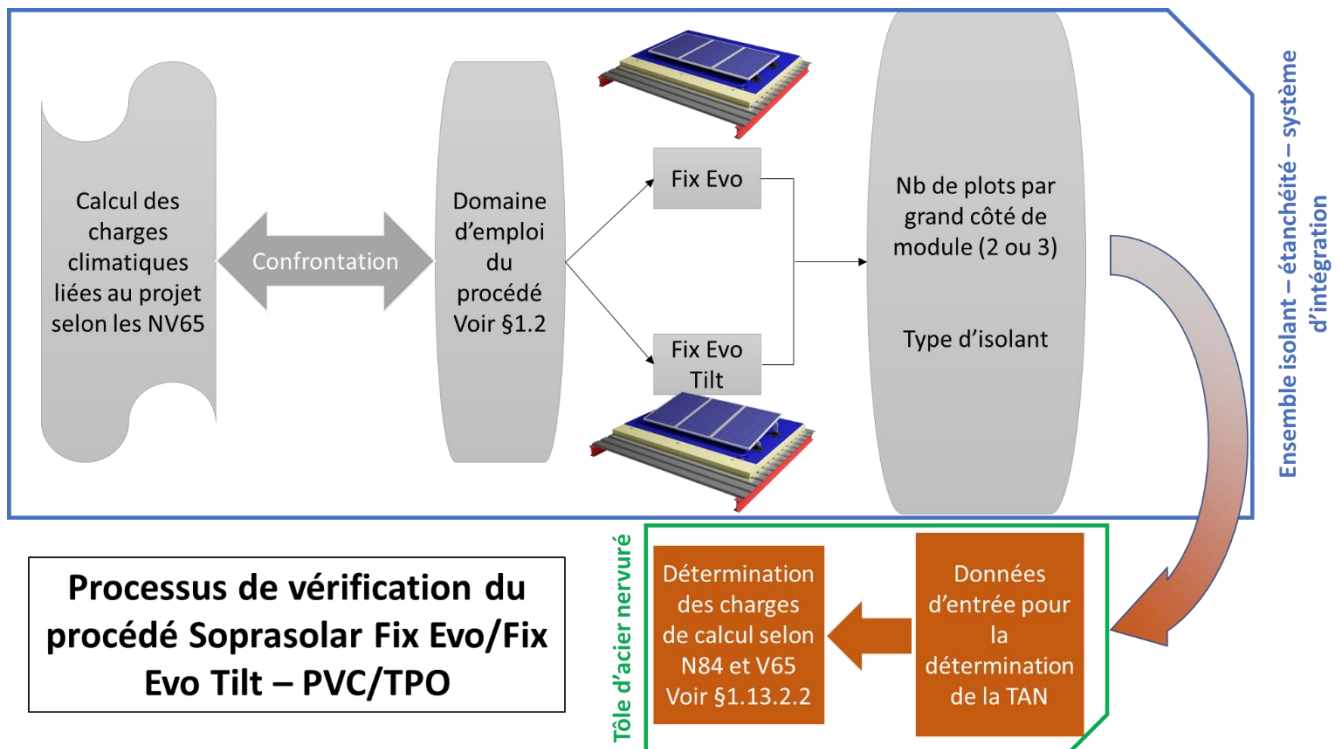 Calcul des
charges
climatiques
liées au projet
selon les NV65
Confrontation
Domaine
d'emploi
du
procédé
Voir §1.2
Fix Evo
Fix Evo
Tilt
Nb de plots par
grand côté de
module (2 ou 3)
Type d'isolant
Ensemble isolant – étanchéité – système
d'intégration
Processus de vérification du
procédé Soprasolar Fix Evo/Fix
Evo Tilt – PVC/TPO
Tôle d'acier nervuré
Détermination
des charges
de calcul selon
N84 et V65
Voir §1.13.2.2
Données
d'entrée pour
la
détermination
de la TAN